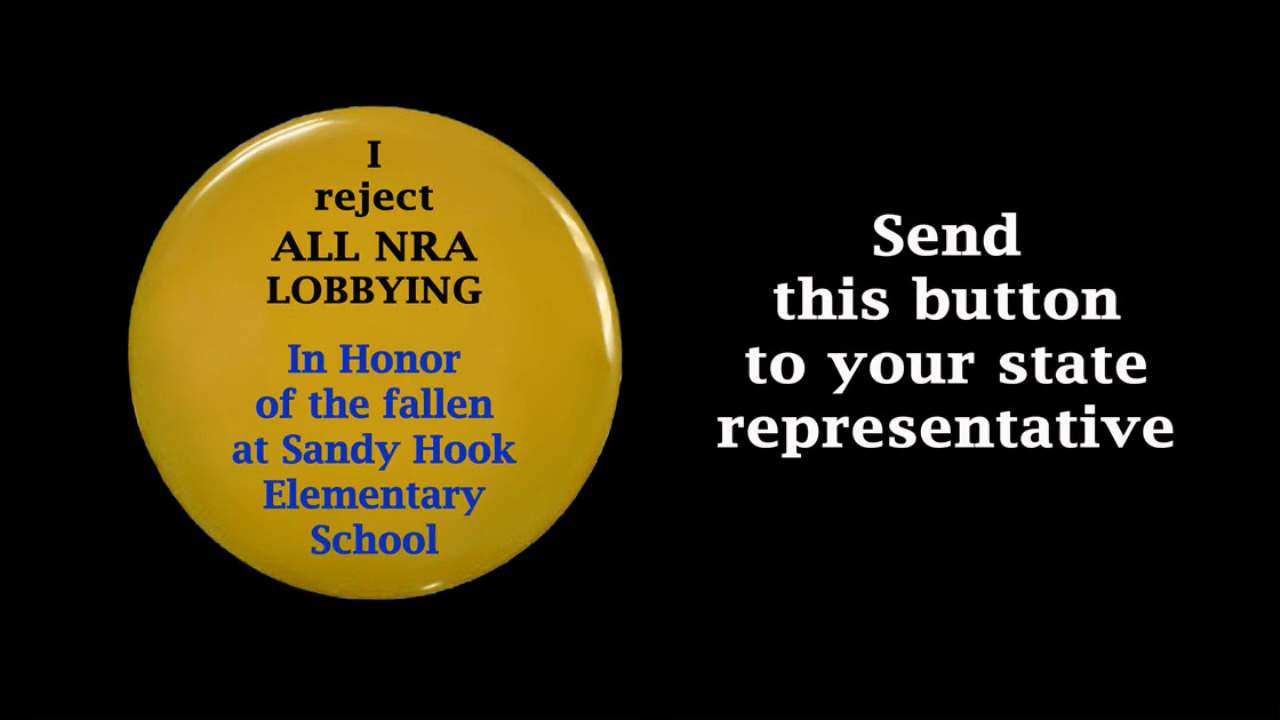 I
reject
ALL NRA
LOBBYING
In Honor
of the fallen
at Sandy Hook
Elementary
School
Send
this button
to your state
representative